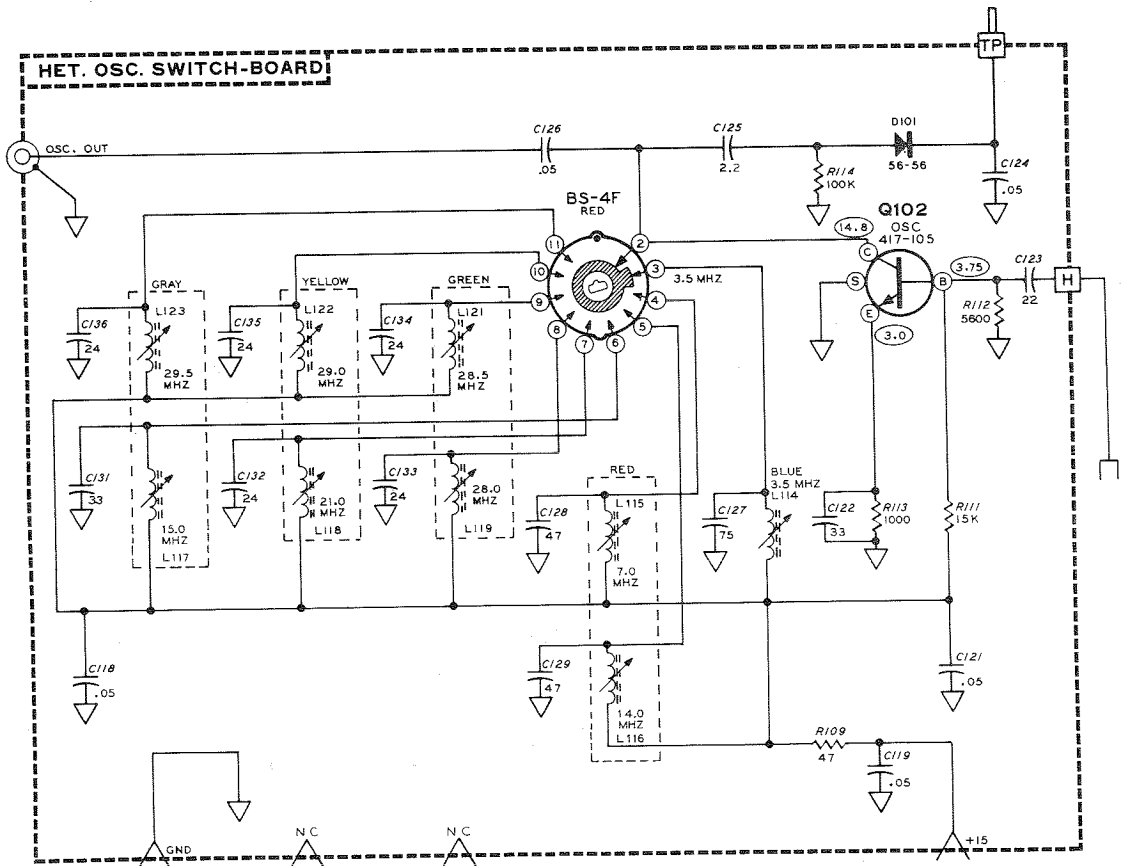 TP
HET. OSC. SWITCH-BOARD
OSC. OUT
C126
.05
C125
2.2
D101
56-56
R114
100K
C124
.05
BS-4F
RED
Q102
OSC
417-105
14.8
C
S
B
E
3.75
3.0
C123
22
H
R112
5600
11
10
9
8
7
6
5
4
3
2
3.5 MHZ
GRAY
YELLOW
GREEN
C136
24
L123
29.5
MHZ
C135
24
L122
29.0
MHZ
C134
24
L121
28.5
MHZ
C131
33
15.0
MHZ
L117
C132
24
21.0
MHZ
L118
C133
24
28.0
MHZ
L119
RED
C128
47
L115
7.0
MHZ
BLUE
3.5 MHZ
L114
C127
75
C122
33
R113
1000
R111
15K
C118
.05
C129
47
14.0
MHZ
L116
C121
.05
R109
47
C119
.05
GND
NC
NC
+15